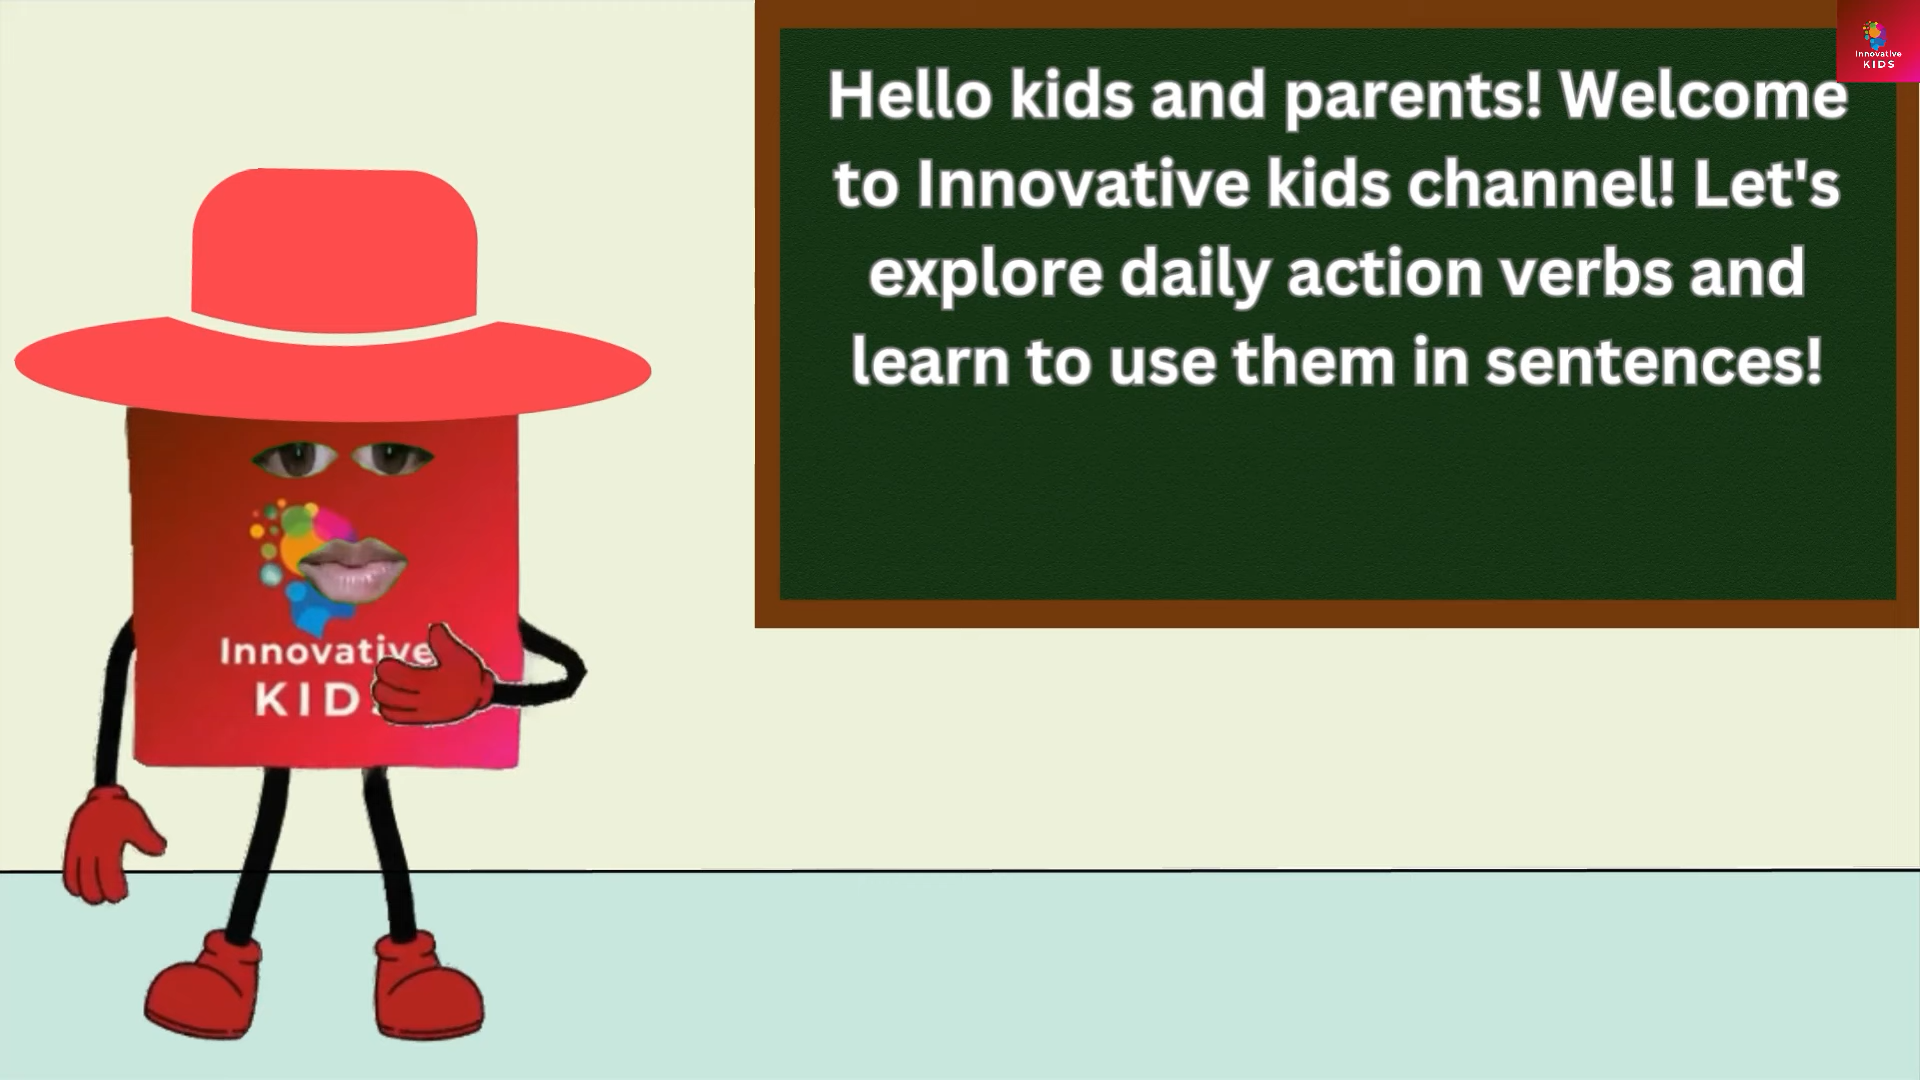 Hello kids and parents! Welcome
to Innovative kids channel! Let's
explore daily action verbs and
learn to use them in sentences!
Innovative
KIDS
Innovative
KID